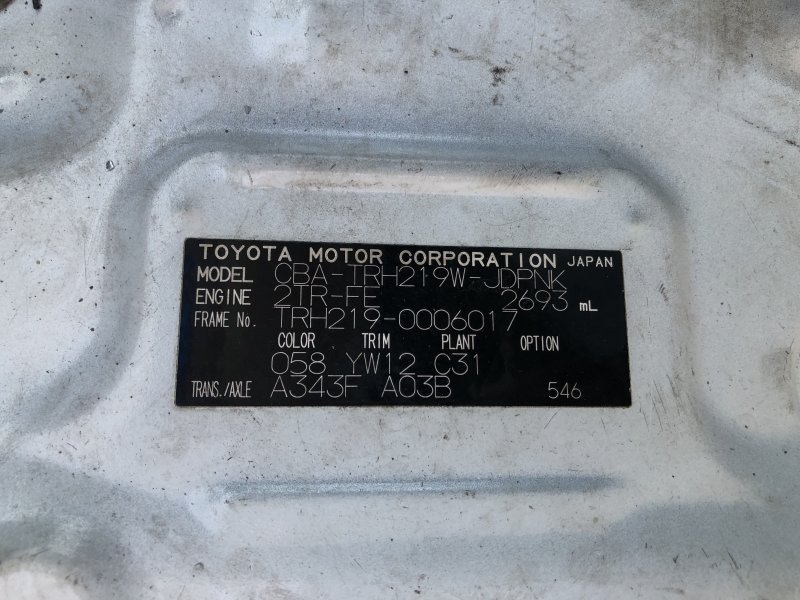 TOYOTA MOTOR CORPORATION JAPAN
MODEL CBA-TRH219W-JDPNK
ENGINE 2TR-FE 2693 mL
FRAME No. TRH219-0006017
COLOR TRIM PLANT OPTION
058 YW12 C31
TRANS./AXLE A343F A03B 546